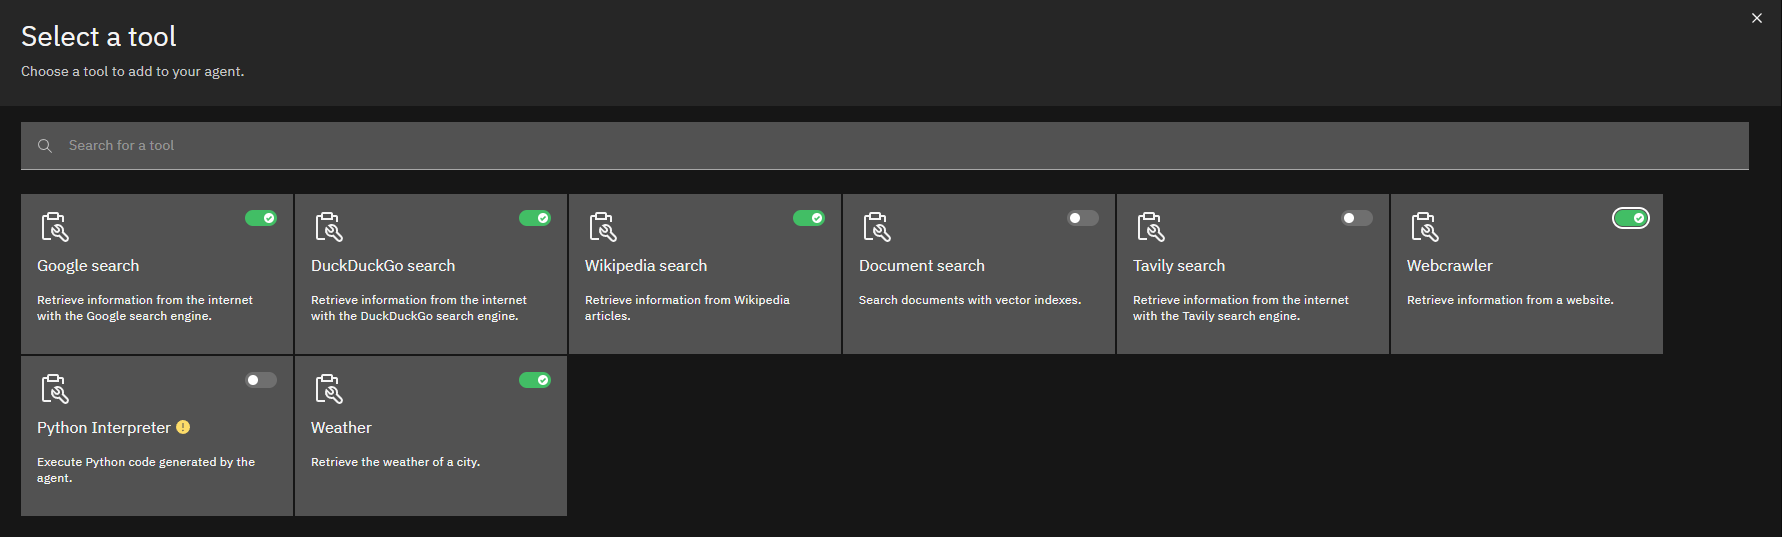 Select a tool
Choose a tool to add to your agent.
Search for a tool
Google search
Retrieve information from the internet
with the Google search engine.
DuckDuckGo search
Retrieve information from the internet
with the DuckDuckGo search engine.
Wikipedia search
Retrieve information from Wikipedia
articles.
Document search
Search documents with vector indexes.
Tavily search
Retrieve information from the internet
with the Tavily search engine.
Webcrawler
Retrieve information from a website.
Python Interpreter
Execute Python code generated by the
agent.
Weather
Retrieve the weather of a city.